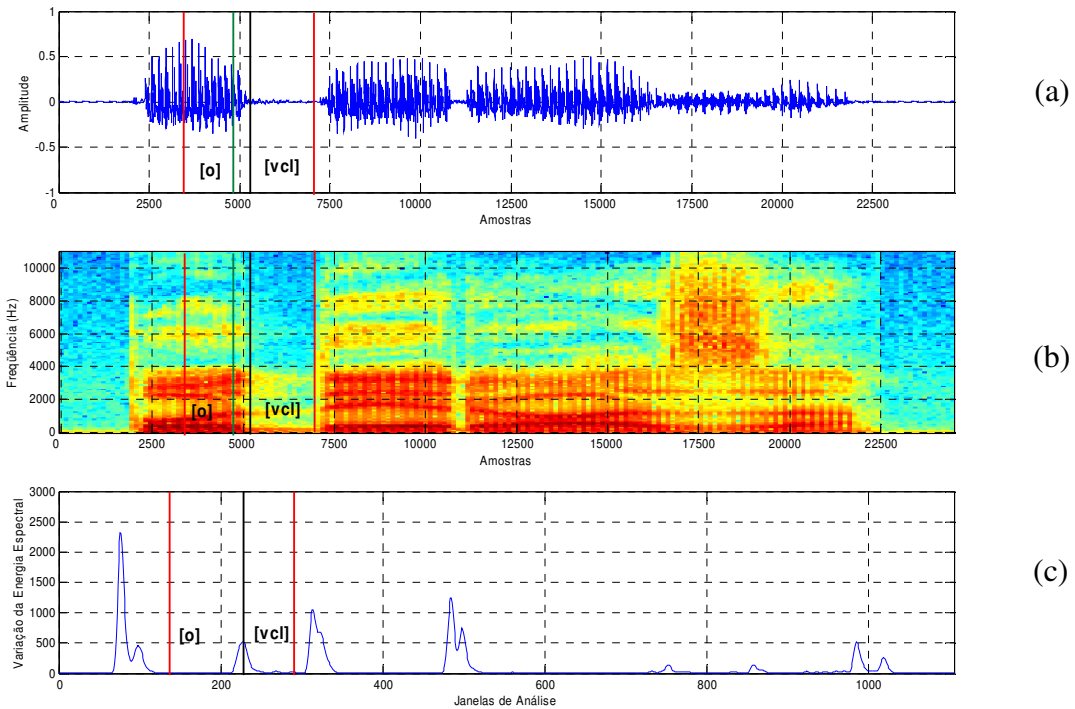 1
0.5
0
-0.5
-1
Amplitude
[o]
[vcl]
0
2500
5000
7500
10000
12500
15000
17500
20000
22500
Amostras
(a)
10000
8000
6000
4000
2000
0
Freqüência (Hz)
[o]
[vcl]
0
2500
5000
7500
10000
12500
15000
17500
20000
22500
Amostras
(b)
3000
2500
2000
1500
1000
500
0
Variação da Energia Espectral
[o]
[vcl]
0
200
400
600
800
1000
Janelas de Análise
(c)